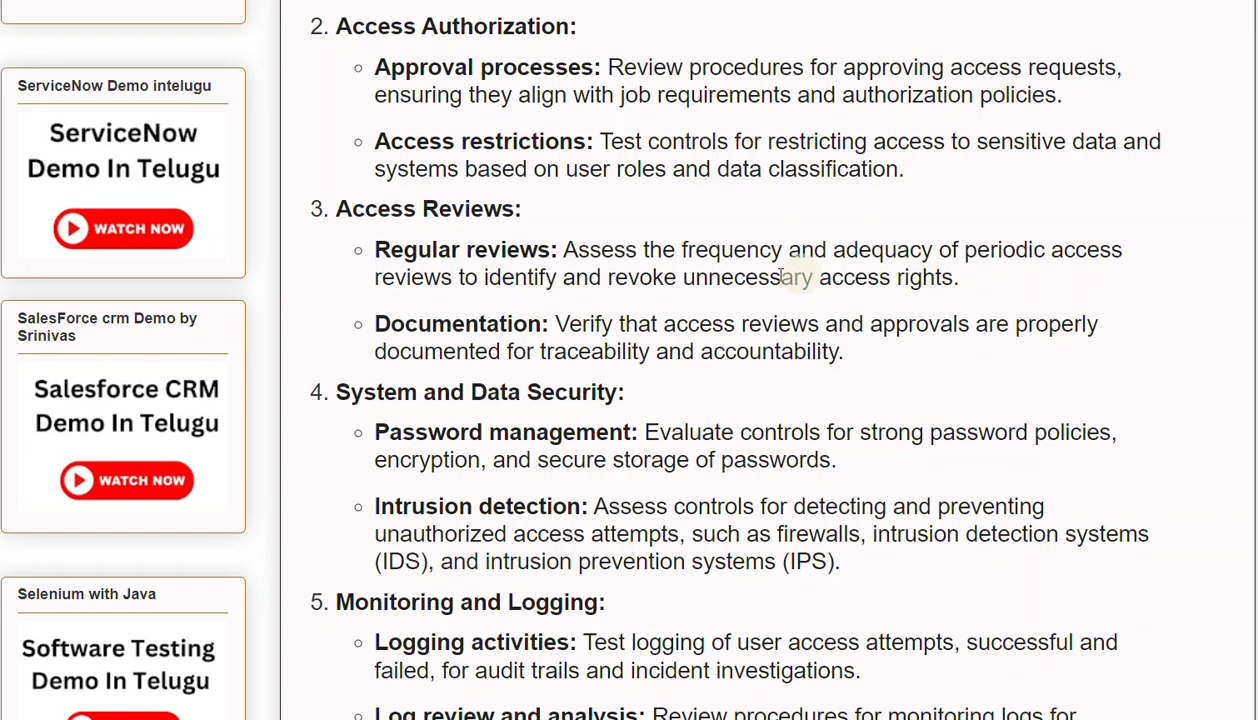 ServiceNow Demo intelugu
ServiceNow
Demo In Telugu
WATCH NOW
SalesForce crm Demo by
Srinivas
Salesforce CRM
Demo In Telugu
WATCH NOW
Selenium with Java
Software Testing
Demo In Telugu
2. Access Authorization:
Approval processes: Review procedures for approving access requests,
ensuring they align with job requirements and authorization policies.
Access restrictions: Test controls for restricting access to sensitive data and
systems based on user roles and data classification.
3. Access Reviews:
Regular reviews: Assess the frequency and adequacy of periodic access
reviews to identify and revoke unnecessary access rights.
Documentation: Verify that access reviews and approvals are properly
documented for traceability and accountability.
4. System and Data Security:
Password management: Evaluate controls for strong password policies,
encryption, and secure storage of passwords.
Intrusion detection: Assess controls for detecting and preventing
unauthorized access attempts, such as firewalls, intrusion detection systems
(IDS), and intrusion prevention systems (IPS).
5. Monitoring and Logging:
Logging activities: Test logging of user access attempts, successful and
failed, for audit trails and incident investigations.
Log review and analysis: Review procedures for monitoring logs for